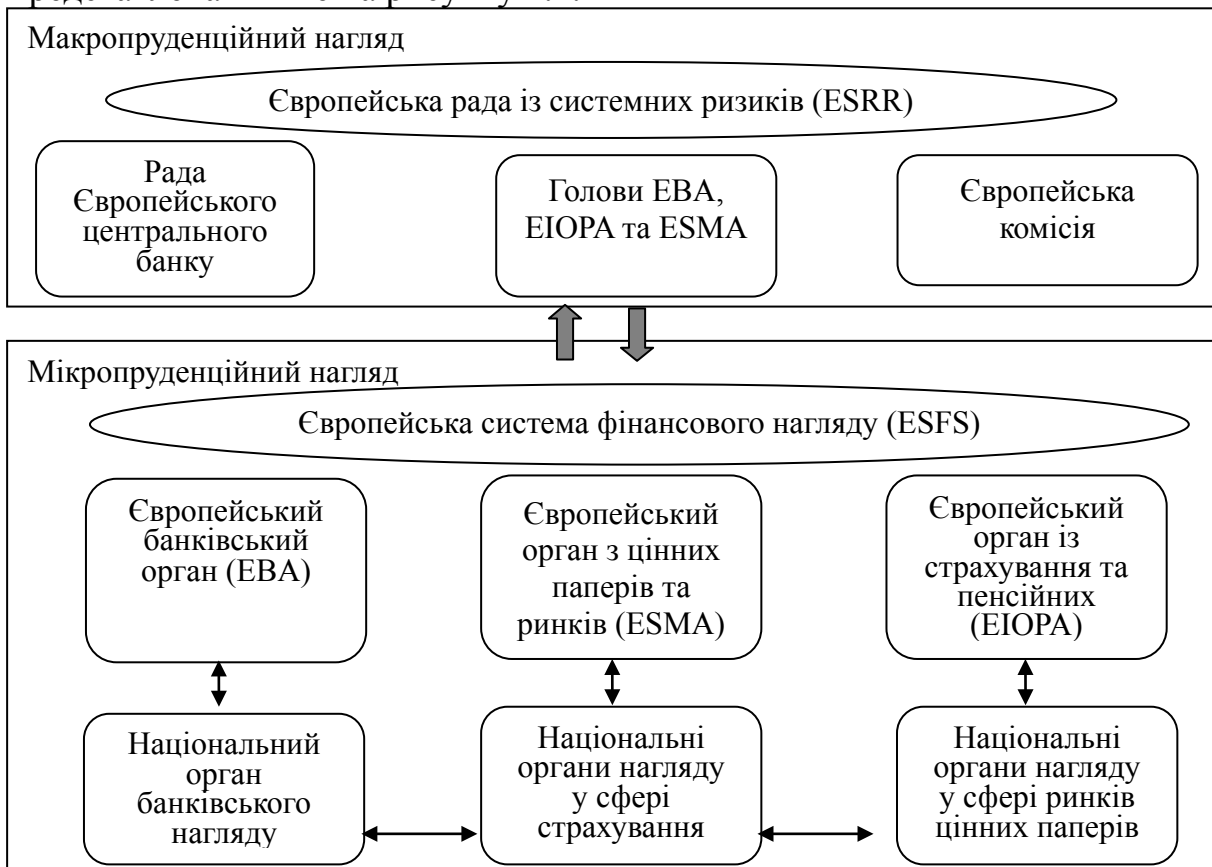 Макропруденційний нагляд
Європейська рада із системних ризиків (ESRR)
Рада
Європейського
центрального
банку
Голови EBA,
EIOPA та ESMA
Європейська
комісія
Мікропруденційний нагляд
Європейська система фінансового нагляду (ESFS)
Європейський
банківський
орган (EBA)
Європейський
орган з цінних
паперів та
ринків (ESMA)
Європейський
орган із
страхування та
пенсійних
(EIOPA)
Національний
орган
банківського
нагляду
Національні
органи нагляду
у сфері
страхування
Національні
органи нагляду
у сфері ринків
цінних паперів